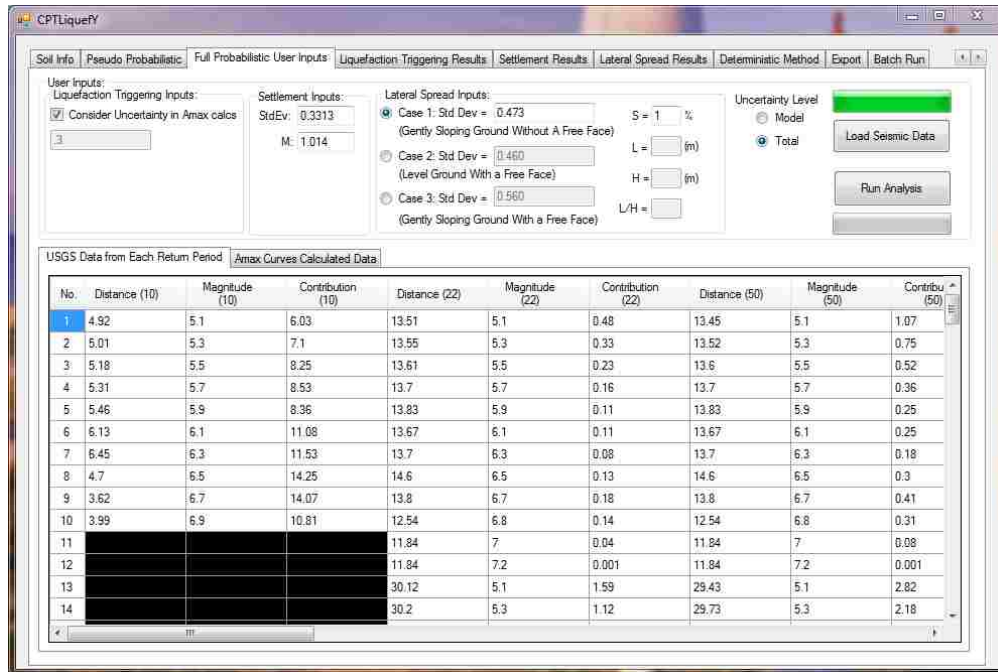 CPTLiquefY
Soil Info Pseudo Probabilistic Full Probabilistic User Inputs Liquefaction Triggering Results Settlement Results Lateral Spread Results Deterministic Method Export Batch Run
User Inputs:
Liquefaction Triggering Inputs:
Consider Uncertainty in Amax calcs
.3
Settlement Inputs:
StdEv: 0.3313
M: 1.014
Lateral Spread Inputs:
Case 1: Std Dev = 0.473
(Gently Sloping Ground Without A Free Face)
Case 2: Std Dev = 0.460
(Level Ground With a Free Face)
Case 3: Std Dev = 0.560
(Gently Sloping Ground With a Free Face)
S = 1 %
L = (m)
H = (m)
L/H =
Uncertainty Level
Model
Total
Load Seismic Data
Run Analysis
USGS Data from Each Return Period Amax Curves Calculated Data
No. Distance (10) Magnitude (10) Contribution (10) Distance (22) Magnitude (22) Contribution (22) Distance (50) Magnitude (50) Contribu (50)
1 4.92 5.1 6.03 13.51 5.1 0.48 13.45 5.1 1.07
2 5.01 5.3 7.1 13.55 5.3 0.33 13.52 5.3 0.75
3 5.18 5.5 8.25 13.61 5.5 0.23 13.6 5.5 0.52
4 5.31 5.7 8.53 13.7 5.7 0.16 13.7 5.7 0.36
5 5.46 5.9 8.36 13.83 5.9 0.11 13.83 5.9 0.25
6 6.13 6.1 11.08 13.67 6.1 0.11 13.67 6.1 0.25
7 6.45 6.3 11.53 13.7 6.3 0.08 13.7 6.3 0.18
8 4.7 6.5 14.25 14.6 6.5 0.13 14.6 6.5 0.3
9 3.62 6.7 14.07 13.8 6.7 0.18 13.8 6.7 0.41
10 3.99 6.9 10.81 12.54 6.8 0.14 12.54 6.8 0.31
11 11.84 7 0.04 11.84 7 0.08
12 11.84 7.2 0.001 11.84 7.2 0.001
13 30.12 5.1 1.59 29.43 5.1 2.82
14 30.2 5.3 1.12 29.73 5.3 2.18